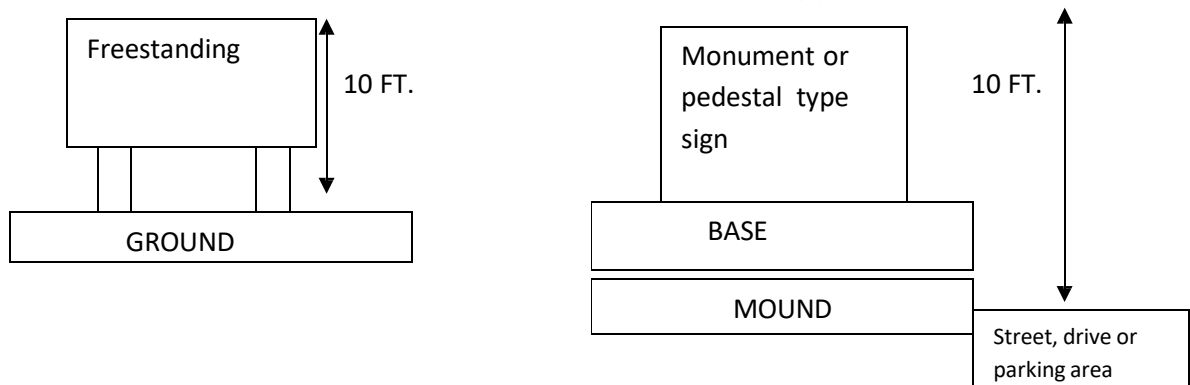 Freestanding
10 FT.
GROUND
Monument or
pedestal type
sign
10 FT.
BASE
MOUND
Street, drive or
parking area